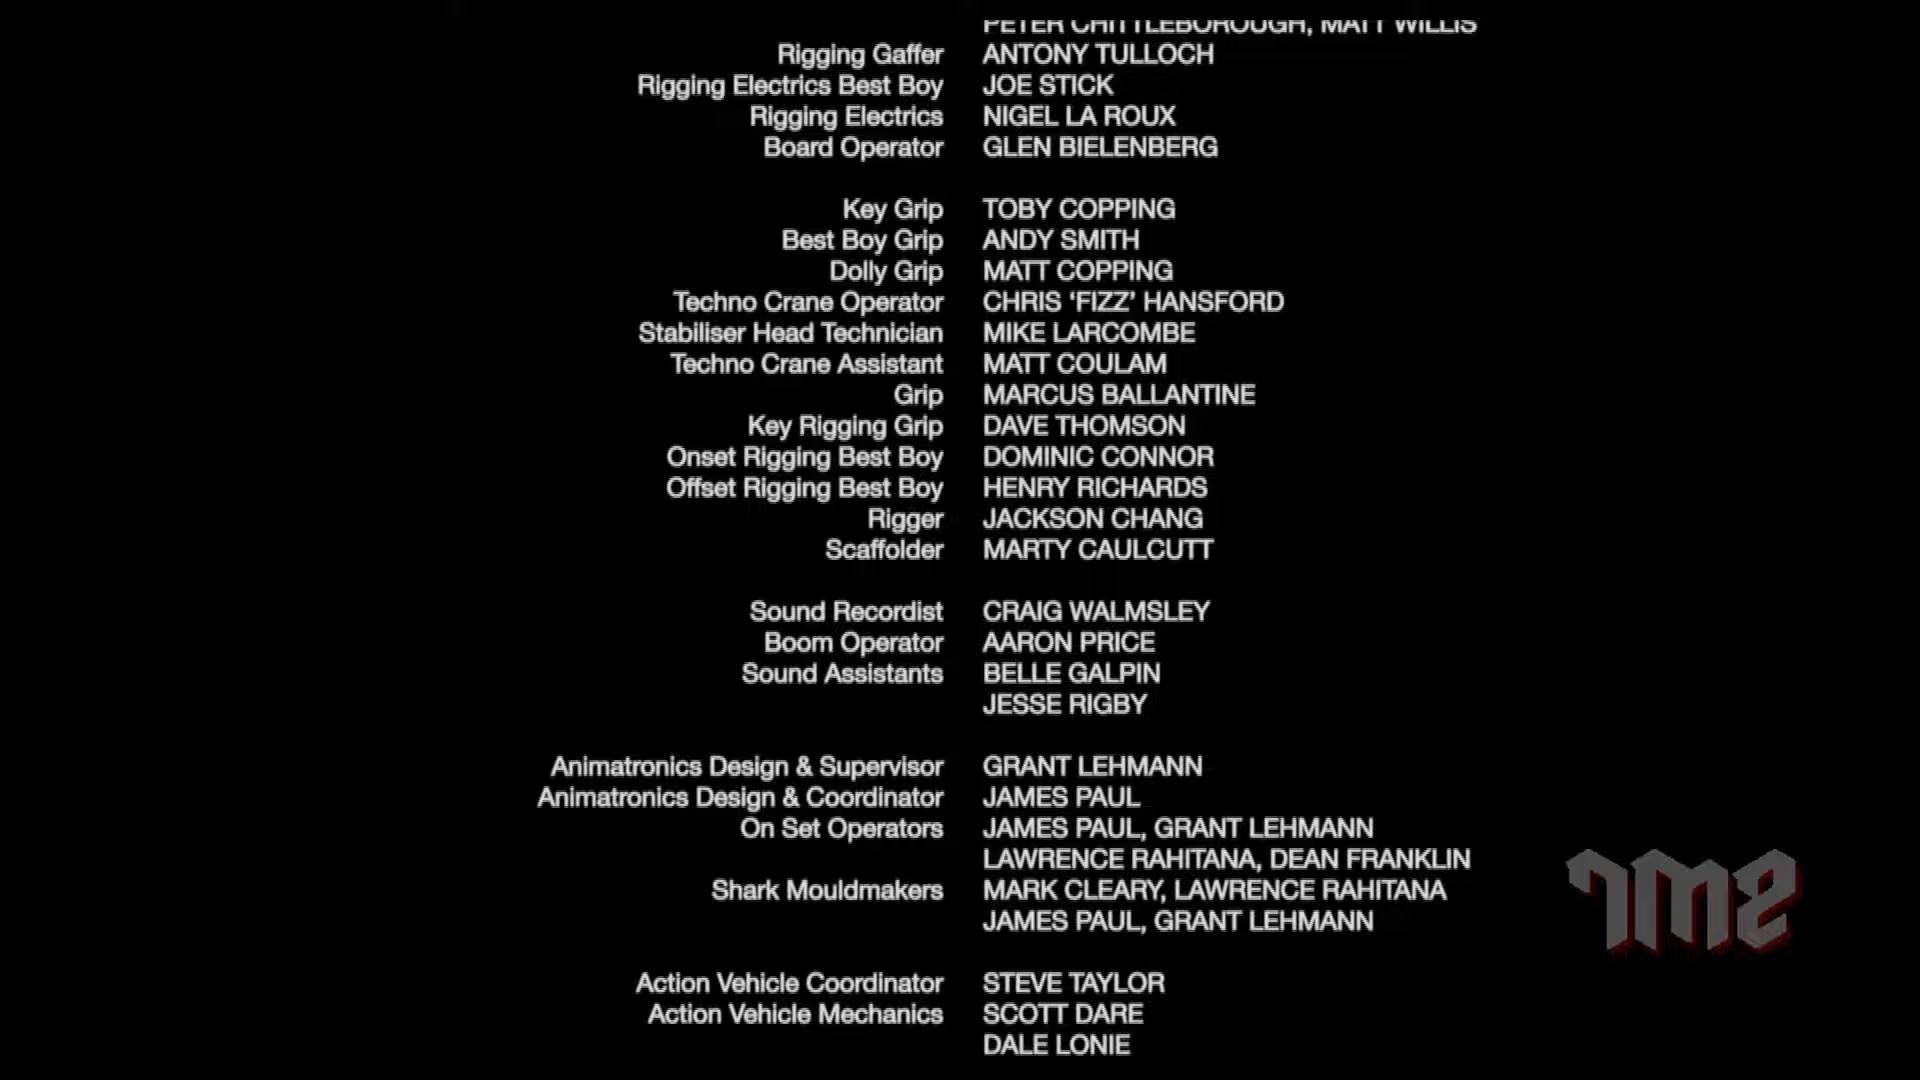 PETER CHITTLEBOROUGH, MATT WILLIS
Rigging Gaffer ANTONY TULLOCH
Rigging Electrics Best Boy JOE STICK
Rigging Electrics NIGEL LA ROUX
Board Operator GLEN BIELENBERG
Key Grip TOBY COPPING
Best Boy Grip ANDY SMITH
Dolly Grip MATT COPPING
Techno Crane Operator CHRIS ‘FIZZ’ HANSFORD
Stabiliser Head Technician MIKE LARCOMBE
Techno Crane Assistant MATT COULAM
Grip MARCUS BALLANTINE
Key Rigging Grip DAVE THOMSON
Onset Rigging Best Boy DOMINIC CONNOR
Offset Rigging Best Boy HENRY RICHARDS
Rigger JACKSON CHANG
Scaffolder MARTY CAULCUTT
Sound Recordist CRAIG WALMSLEY
Boom Operator AARON PRICE
Sound Assistants BELLE GALPIN
JESSE RIGBY
Animatronics Design & Supervisor GRANT LEHMANN
Animatronics Design & Coordinator JAMES PAUL
On Set Operators JAMES PAUL, GRANT LEHMANN
LAWRENCE RAHITANA, DEAN FRANKLIN
Shark Mouldmakers MARK CLEARY, LAWRENCE RAHITANA
JAMES PAUL, GRANT LEHMANN
Action Vehicle Coordinator STEVE TAYLOR
Action Vehicle Mechanics SCOTT DARE
DALE LONIE